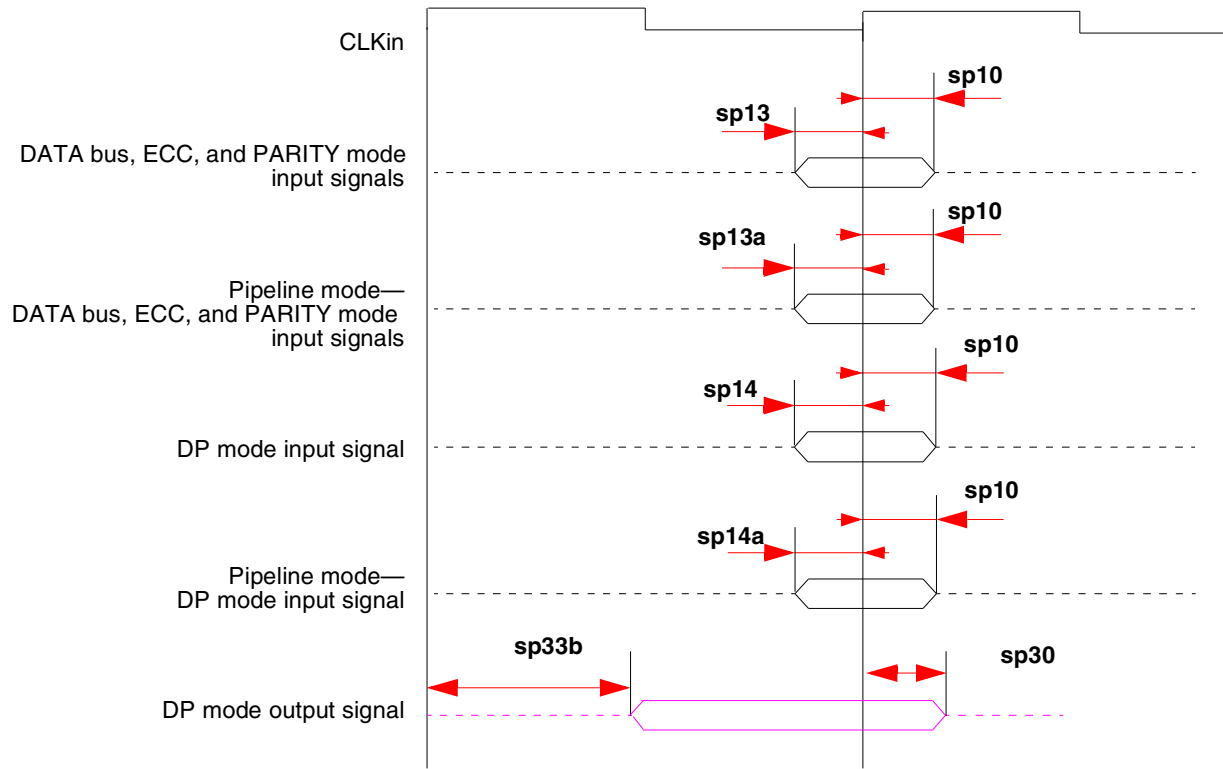 CLKin
sp10
sp13
DATA bus, ECC, and PARITY mode
input signals
sp10
sp13a
Pipeline mode—
DATA bus, ECC, and PARITY mode
input signals
sp10
sp14
DP mode input signal
sp10
sp14a
Pipeline mode—
DP mode input signal
sp33b
sp30
DP mode output signal